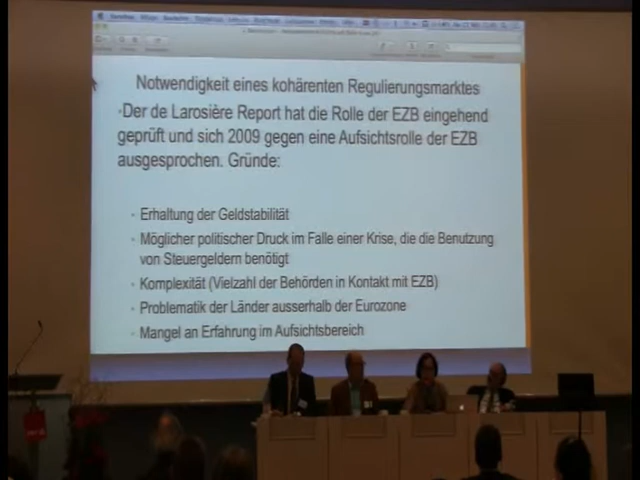 Notwendigkeit eines kohärenten Regulierungsmarktes
·Der de Larosière Report hat die Rolle der EZB eingehend
geprüft und sich 2009 gegen eine Aufsichtsrolle der EZB
ausgesprochen. Gründe:
· Erhaltung der Geldstabilität
· Möglicher politischer Druck im Falle einer Krise, die die Benutzung
von Steuergeldern benötigt
· Komplexität (Vielzahl der Behörden in Kontakt mit EZB)
· Problematik der Länder ausserhalb der Eurozone
· Mangel an Erfahrung im Aufsichtsbereich